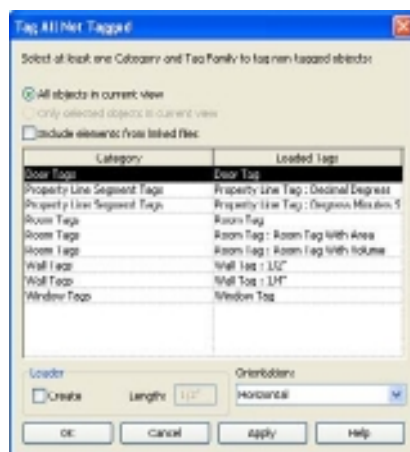 Tag All Not Tagged
Select at least one Category and Tag Family to tag non-tagged objects:
All objects in current view
Only selected objects in current view
Include elements from linked files
Category Loaded Tags
Door Tags Door Tag
Property Line Segment Tags Property Line Tag : Decimal Degrees
Property Line Segment Tags Property Line Tag : Degrees Minutes S
Room Tags Room Tag
Room Tags Room Tag : Room Tag With Area
Room Tags Room Tag : Room Tag With Volume
Wall Tags Wall Tag : 1/2"
Wall Tags Wall Tag : 1/4"
Window Tags Window Tag
Leader Orientation:
Create Length: 1/2" Horizontal
OK Cancel Apply Help